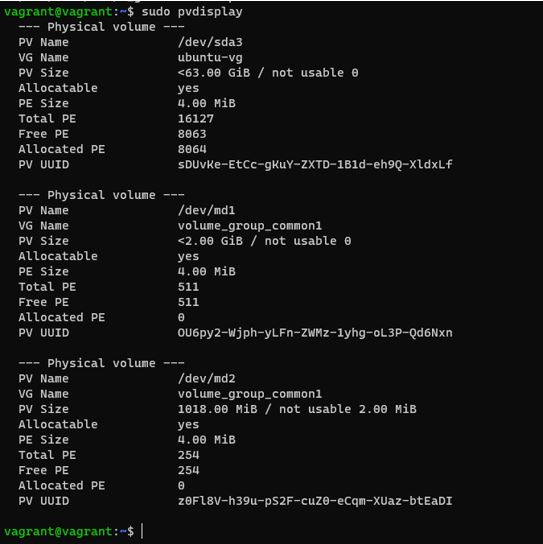 vagrant@vagrant:~$ sudo pvdisplay
--- Physical volume ---
PV Name /dev/sda3
VG Name ubuntu-vg
PV Size <63.00 GiB / not usable 0
Allocatable yes
PE Size 4.00 MiB
Total PE 16127
Free PE 8063
Allocated PE 8064
PV UUID sDUvKe-EtCc-gKuY-ZXTD-1B1d-eh9Q-XldxLf
--- Physical volume ---
PV Name /dev/md1
VG Name volume_group_common1
PV Size <2.00 GiB / not usable 0
Allocatable yes
PE Size 4.00 MiB
Total PE 511
Free PE 511
Allocated PE 0
PV UUID OU6py2-Wjph-yLFn-ZWMz-1yhg-oL3P-Qd6Nxn
--- Physical volume ---
PV Name /dev/md2
VG Name volume_group_common1
PV Size 1018.00 MiB / not usable 2.00 MiB
Allocatable yes
PE Size 4.00 MiB
Total PE 254
Free PE 254
Allocated PE 0
PV UUID z0Fl8V-h39u-pS2F-cuZ0-eCqm-XUaz-btEaDI
vagrant@vagrant:~$